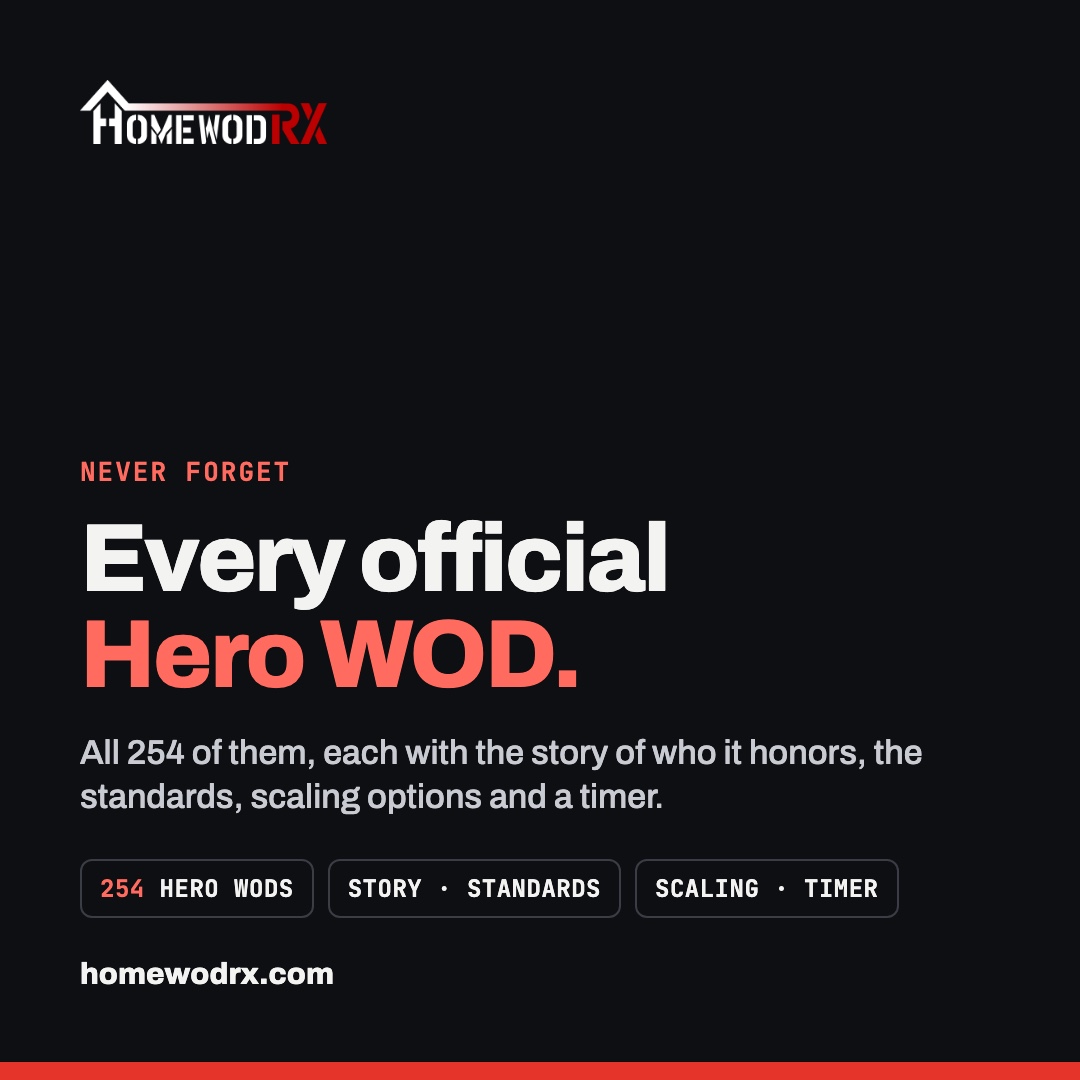 HOMEWODRX
NEVER FORGET
Every official
Hero WOD.
All 254 of them, each with the story of who it honors, the
standards, scaling options and a timer.
254 HERO WODS
STORY · STANDARDS
SCALING · TIMER
homewodrx.com